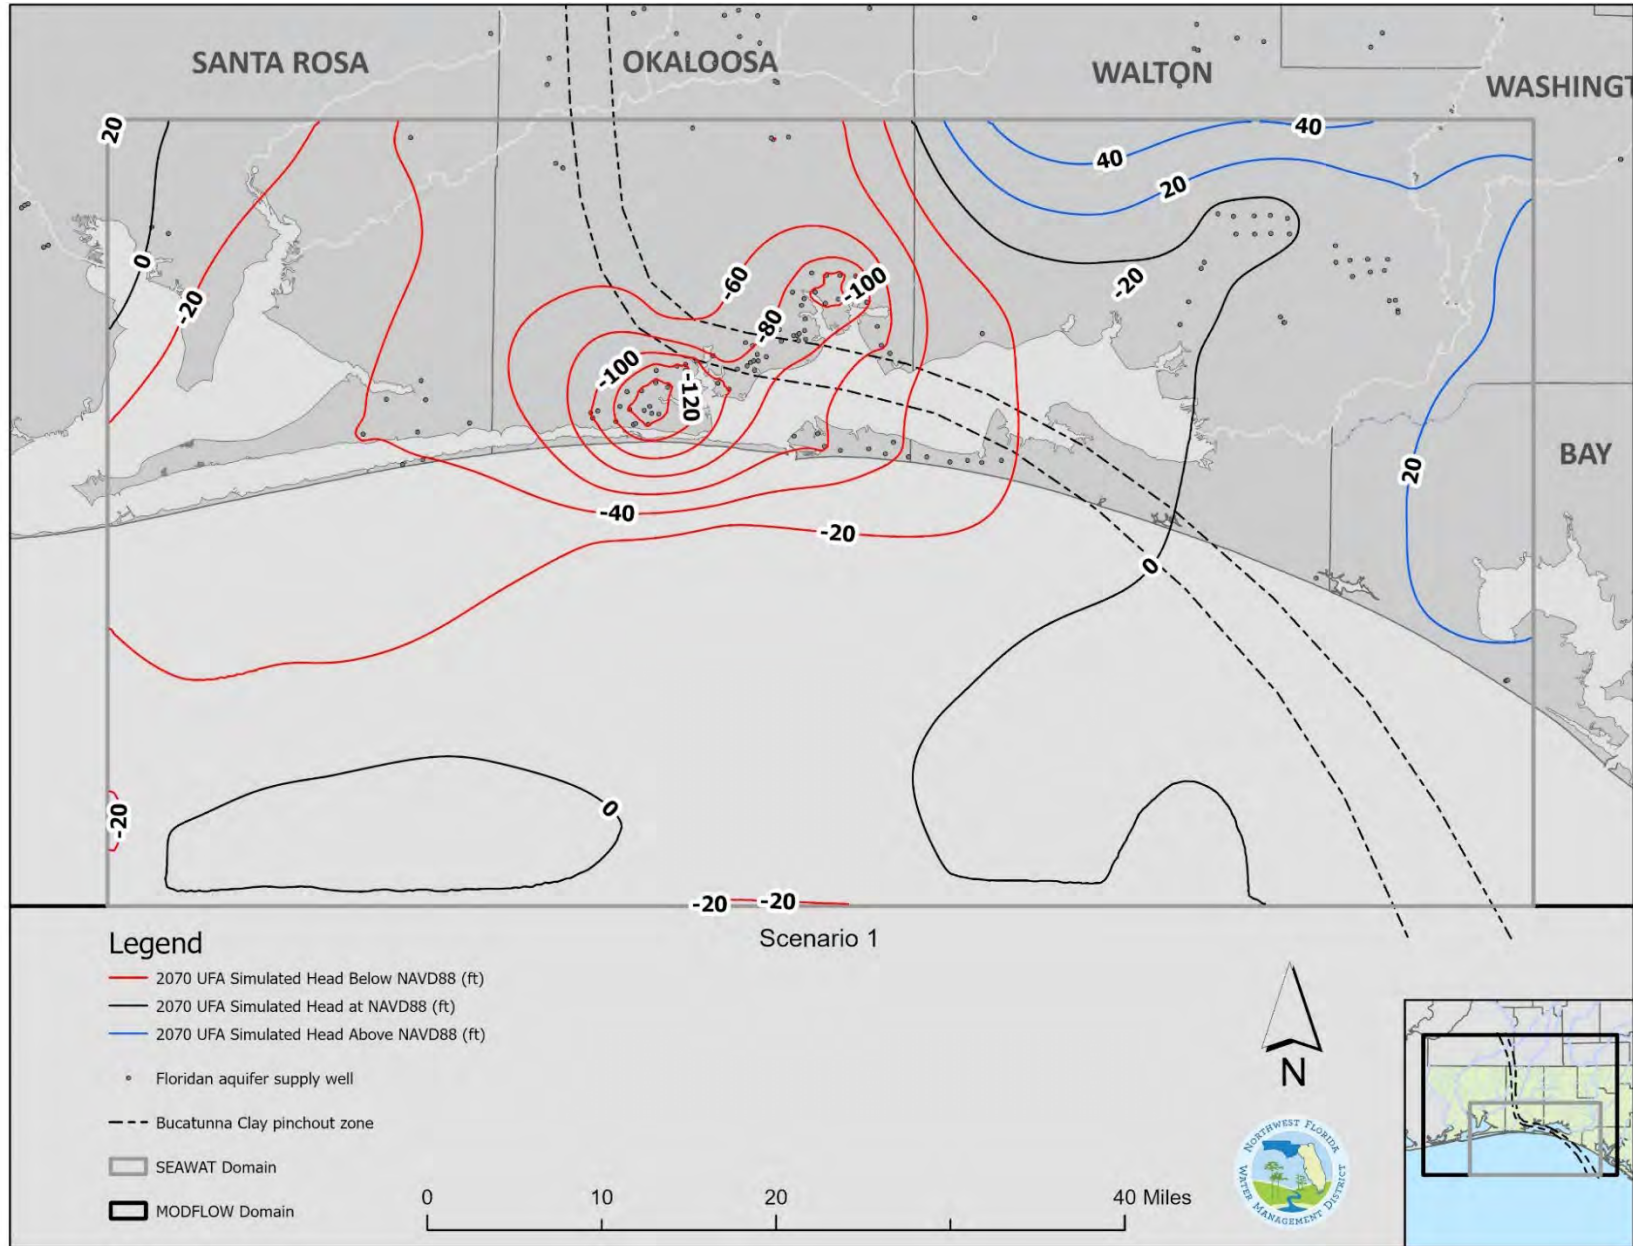 SANTA ROSA
OKALOOSA
WALTON
WASHINGT
20
40
40
20
0
-20
-60
-100
-20
-80
-100
-120
20
BAY
-40
-20
0
-20
0
-20
-20
Scenario 1
Legend
2070 UFA Simulated Head Below NAVD88 (ft)
2070 UFA Simulated Head at NAVD88 (ft)
2070 UFA Simulated Head Above NAVD88 (ft)
Floridan aquifer supply well
Bucatunna Clay pinchout zone
SEAWAT Domain
MODFLOW Domain
0
10
20
40 Miles
N
NORTHWEST FLORIDA
WATER MANAGEMENT DISTRICT